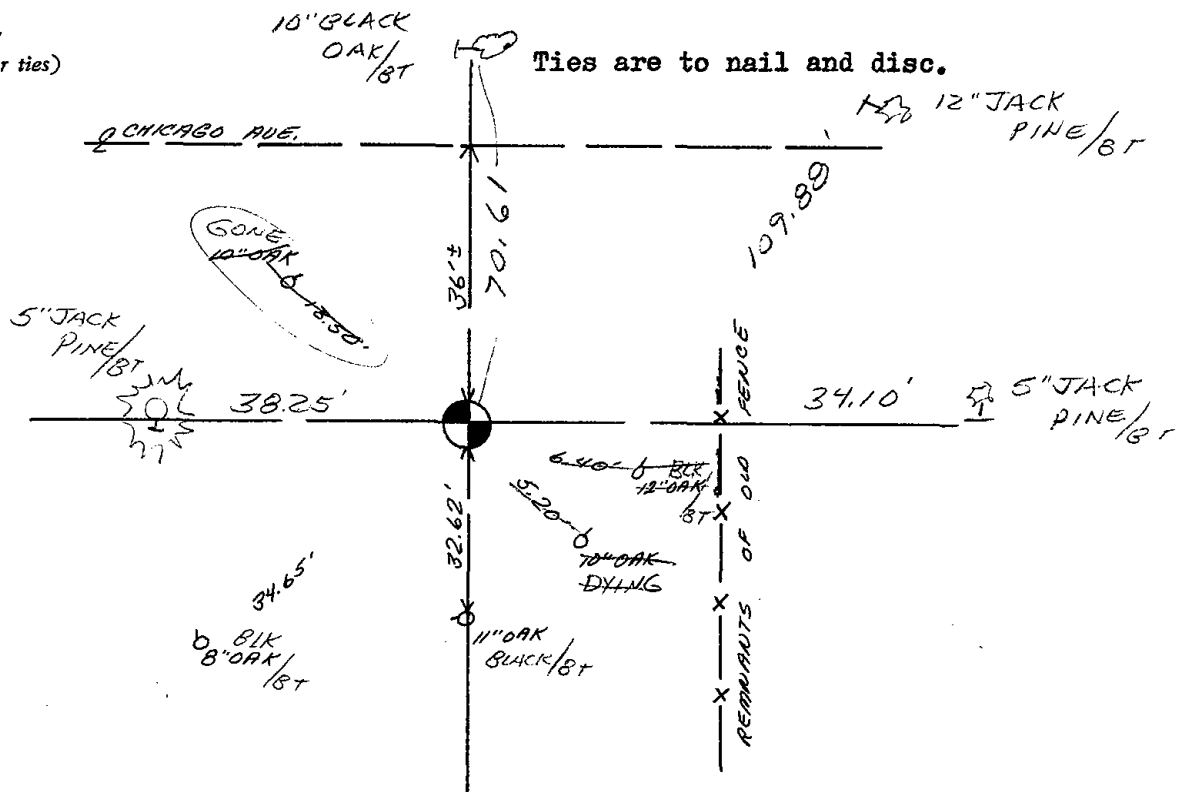 10" BLACK
OAK/BT
r ties)
Ties are to nail and disc.
12" JACK
PINE/BT
CHICAGO AVE.
109.88'
GONE
10" OAK
18.50'
36'±
70.61
5" JACK
PINE/BT
38.25'
34.10'
5" JACK
PINE/BT
6.40
BLK
12" OAK
/BT
5.20
10" OAK
DYING
32.62'
34.65'
BLK
8" OAK
/BT
11" OAK
BLACK/BT
REMNANTS OF OLD FENCE